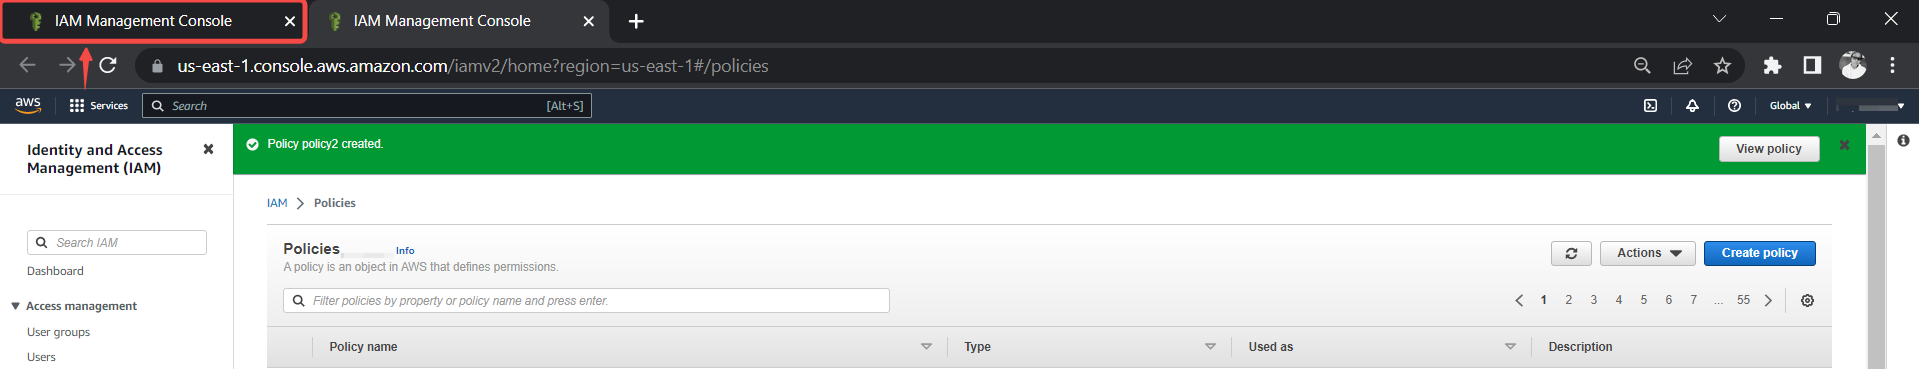 IAM Management Console
IAM Management Console
us-east-1.console.aws.amazon.com/iamv2/home?region=us-east-1#/policies
aws Services Search [Alt+S] Global
Identity and Access
Management (IAM)
Policy policy2 created. View policy
IAM > Policies
Search IAM
Dashboard
Access management
User groups
Users
Policies Info
A policy is an object in AWS that defines permissions.
Actions Create policy
Filter policies by property or policy name and press enter.
1 2 3 4 5 6 7 ... 55
Policy name Type Used as Description